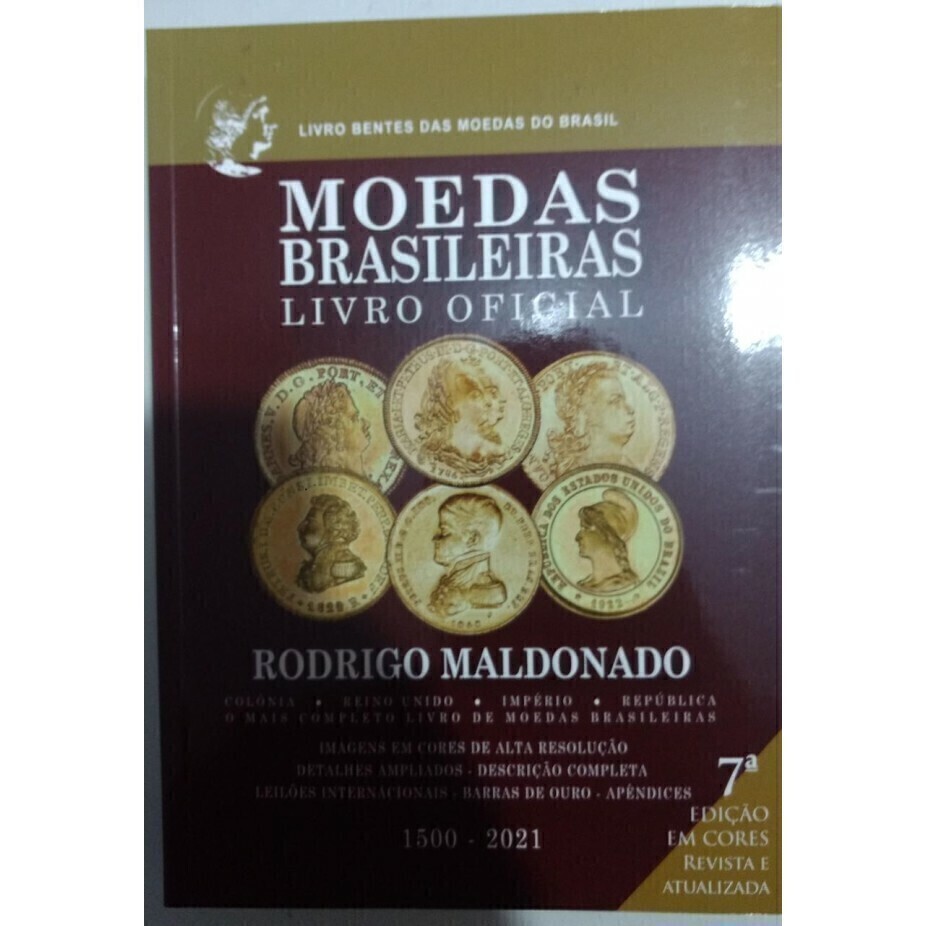 LIVRO BENTES DAS MOEDAS DO BRASIL
MOEDAS
BRASILEIRAS
LIVRO OFICIAL
RODRIGO MALDONADO
COLÔNIA • REINO UNIDO • IMPÉRIO • REPÚBLICA
O MAIS COMPLETO LIVRO DE MOEDAS BRASILEIRAS
IMAGENS EM CORES DE ALTA RESOLUÇÃO
DETALHES AMPLIADOS - DESCRIÇÃO COMPLETA
LEILÕES INTERNACIONAIS - BARRAS DE OURO - APÊNDICES
1500 - 2021
7ª
EDIÇÃO
EM CORES
REVISTA E
ATUALIZADA